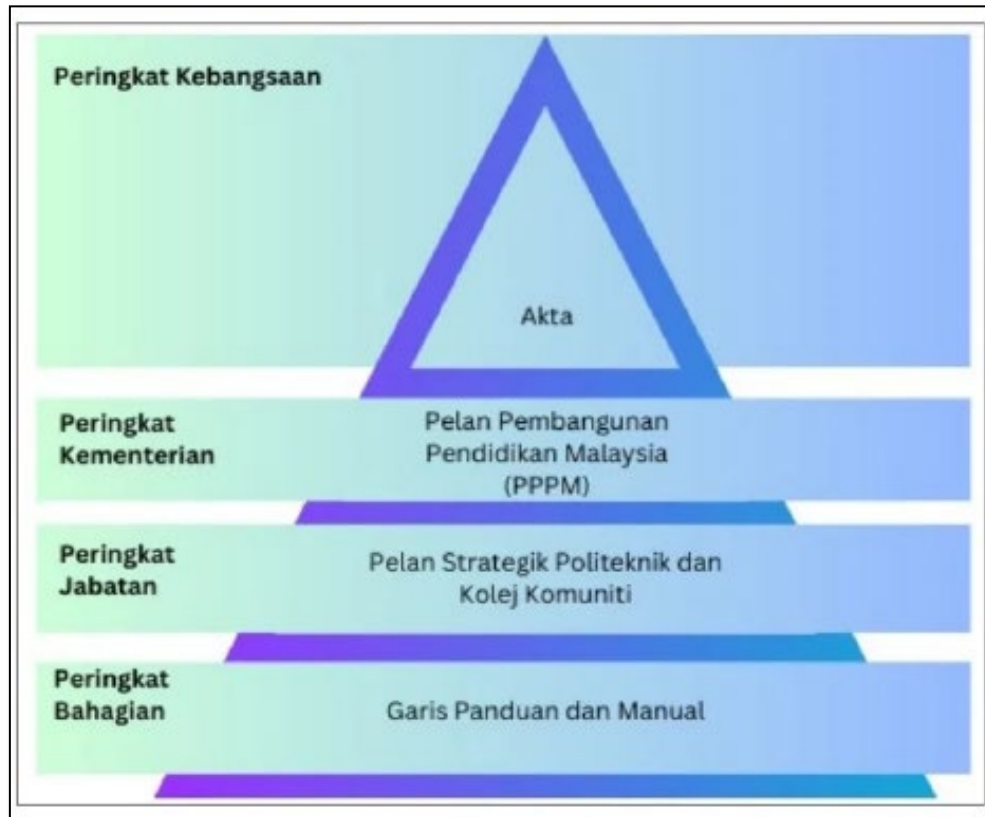 Peringkat Kebangsaan
Akta
Peringkat
Kementerian
Pelan Pembangunan
Pendidikan Malaysia
(PPPM)
Peringkat
Jabatan
Pelan Strategik Politeknik dan
Kolej Komuniti
Peringkat
Bahagian
Garis Panduan dan Manual